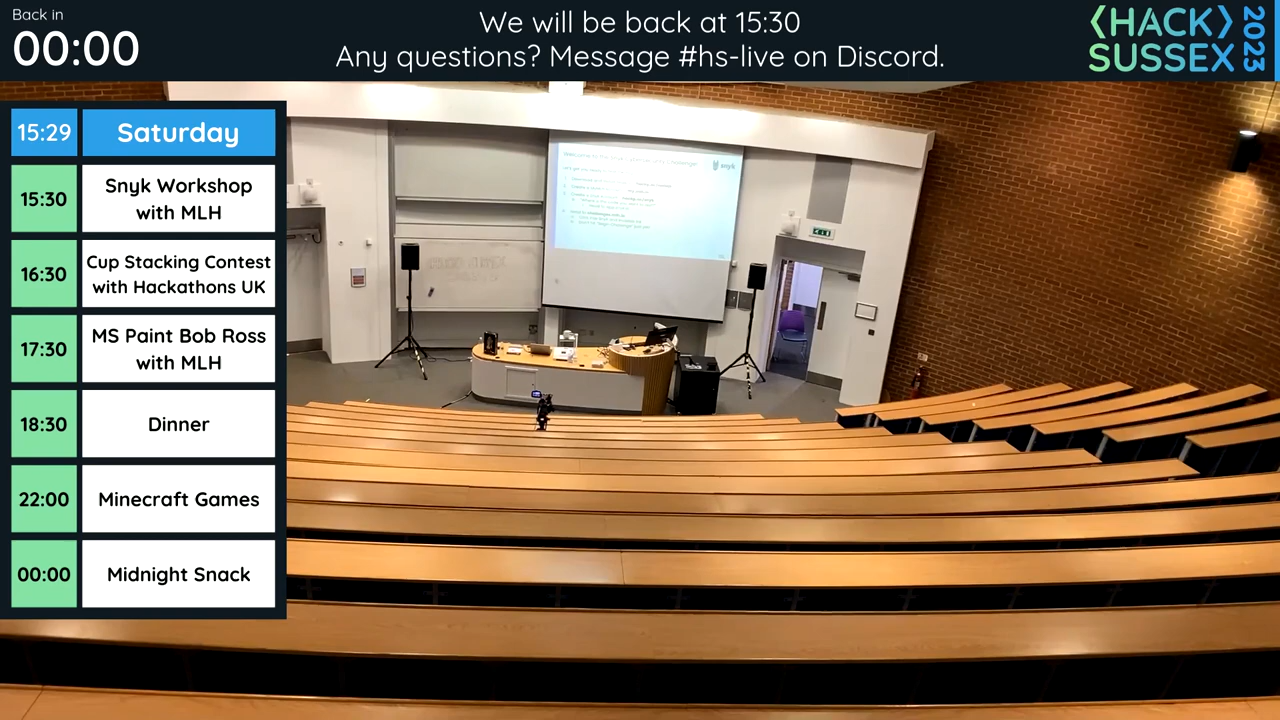 Back in
00:00
We will be back at 15:30
Any questions? Message #hs-live on Discord.
⟨HACK⟩
SUSSEX
2023
15:29 Saturday
15:30 Snyk Workshop
with MLH
16:30 Cup Stacking Contest
with Hackathons UK
17:30 MS Paint Bob Ross
with MLH
18:30 Dinner
22:00 Minecraft Games
00:00 Midnight Snack
snyk